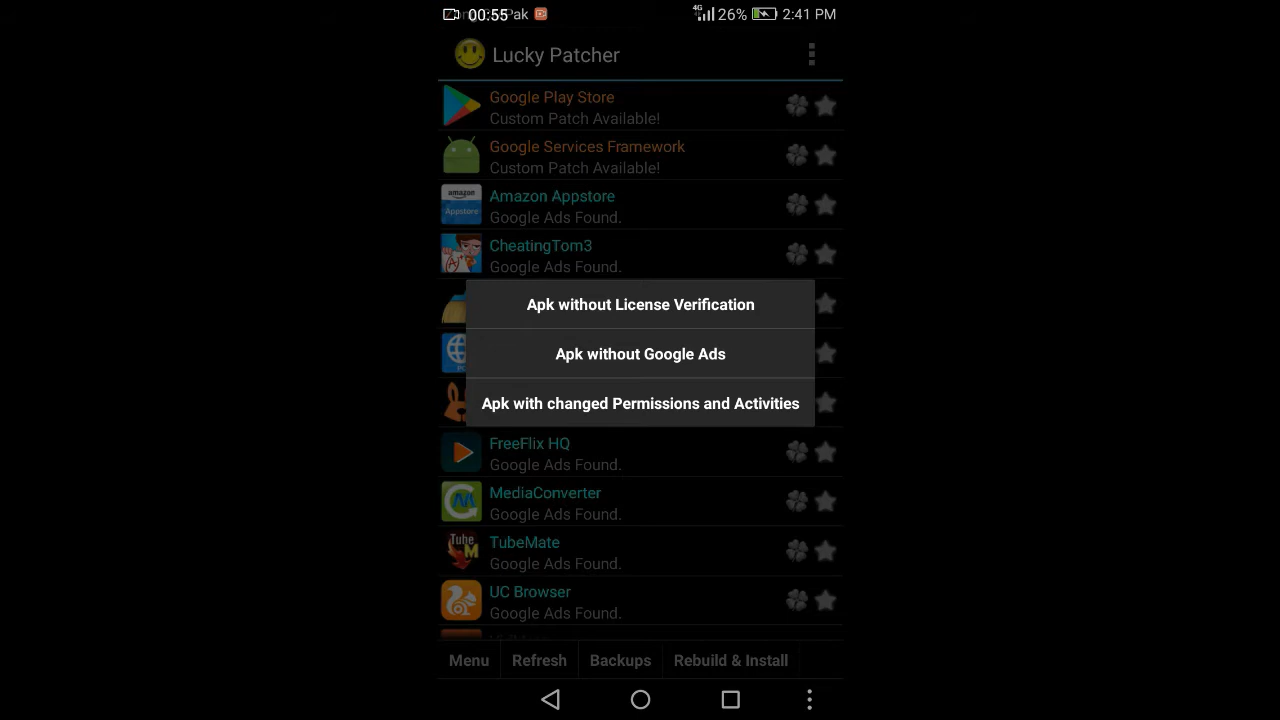 00:55 Pak 26% 2:41 PM
Lucky Patcher
Google Play Store
Custom Patch Available!
Google Services Framework
Custom Patch Available!
amazon
Appstore
Amazon Appstore
Google Ads Found.
CheatingTom3
Google Ads Found.
Apk without License Verification
Apk without Google Ads
Apk with changed Permissions and Activities
FreeFlix HQ
Google Ads Found.
MediaConverter
Google Ads Found.
Tube
M
TubeMate
Google Ads Found.
UC Browser
Google Ads Found.
Menu Refresh Backups Rebuild & Install